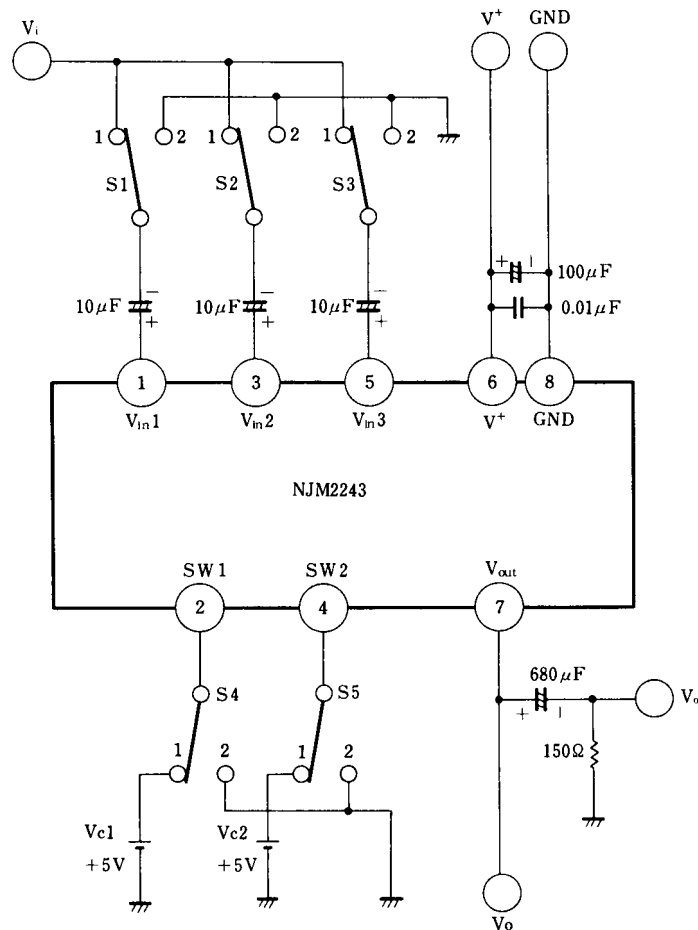 Vi
V+ GND
1 2 1 2 1 2
S1 S2 S3
10μF − + 10μF − + 10μF − +
+ − 100μF
0.01μF
1 3 5 6 8
Vin1 Vin2 Vin3 V+ GND
NJM2243
SW1 SW2 Vout
2 4 7
S4 S5
680μF
+ − Vo
1 2 1 2
150Ω
Vc1 Vc2
+5V +5V
Vo